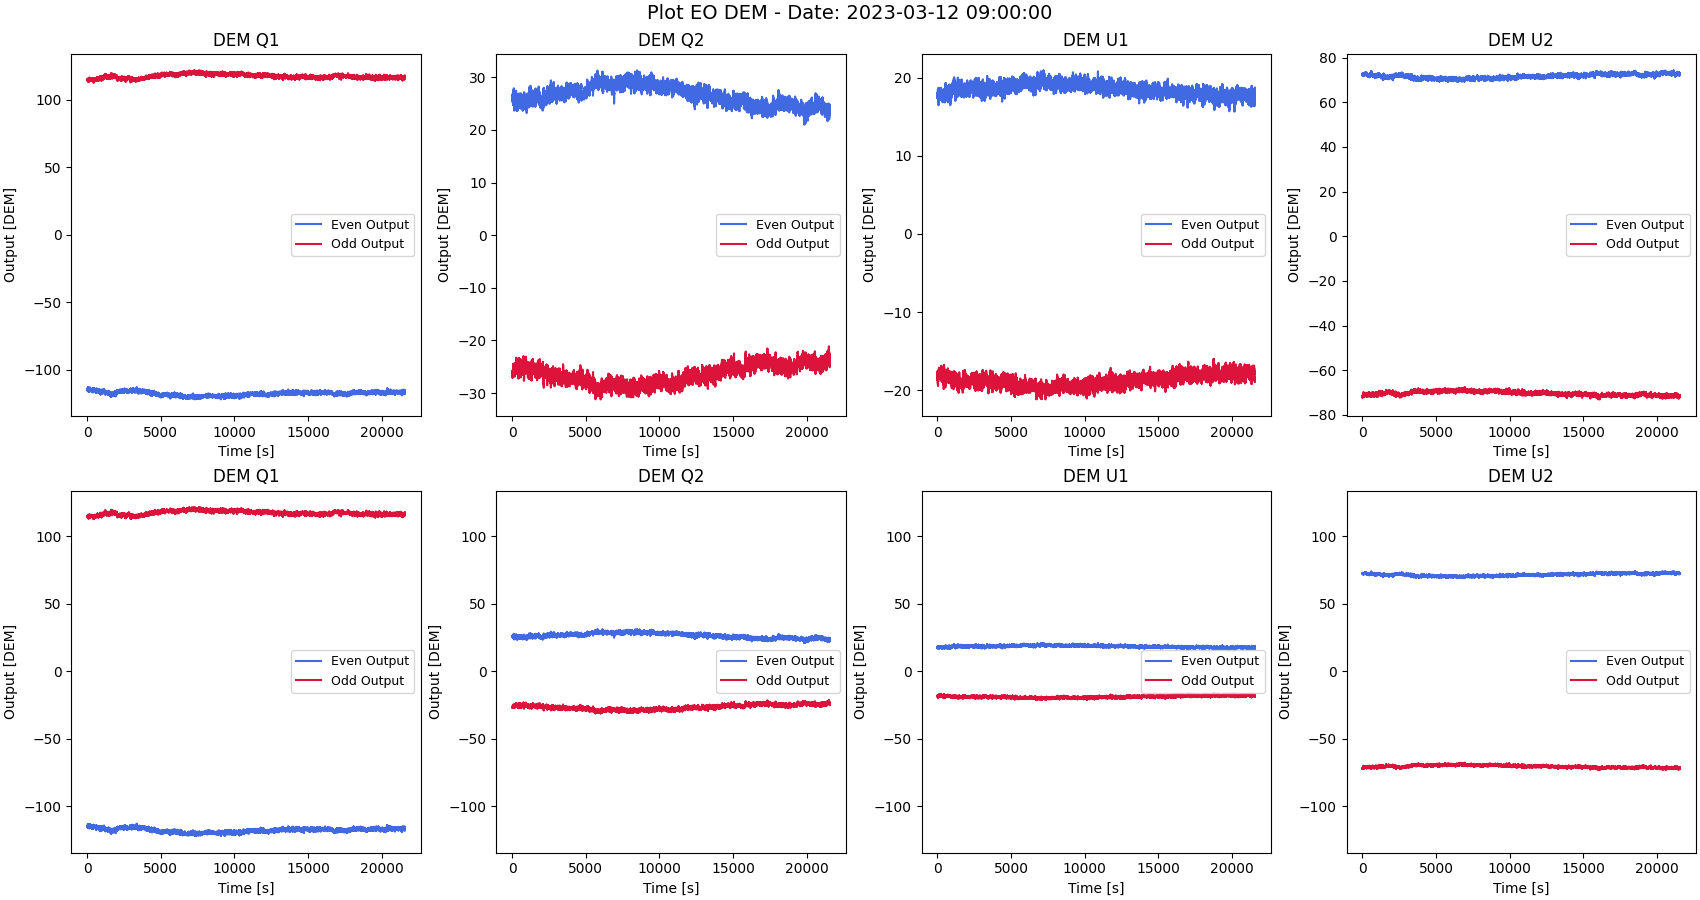 Plot EO DEM - Date: 2023-03-12 09:00:00
DEM Q1
Output [DEM]
100
50
0
−50
−100
Even Output
Odd Output
0 5000 10000 15000 20000
Time [s]
DEM Q2
Output [DEM]
30
20
10
0
−10
−20
−30
Even Output
Odd Output
0 5000 10000 15000 20000
Time [s]
DEM U1
Output [DEM]
20
10
0
−10
−20
Even Output
Odd Output
0 5000 10000 15000 20000
Time [s]
DEM U2
Output [DEM]
80
60
40
20
0
−20
−40
−60
−80
Even Output
Odd Output
0 5000 10000 15000 20000
Time [s]
DEM Q1
Output [DEM]
100
50
0
−50
−100
Even Output
Odd Output
0 5000 10000 15000 20000
Time [s]
DEM Q2
Output [DEM]
100
50
0
−50
−100
Even Output
Odd Output
0 5000 10000 15000 20000
Time [s]
DEM U1
Output [DEM]
100
50
0
−50
−100
Even Output
Odd Output
0 5000 10000 15000 20000
Time [s]
DEM U2
Output [DEM]
100
50
0
−50
−100
Even Output
Odd Output
0 5000 10000 15000 20000
Time [s]